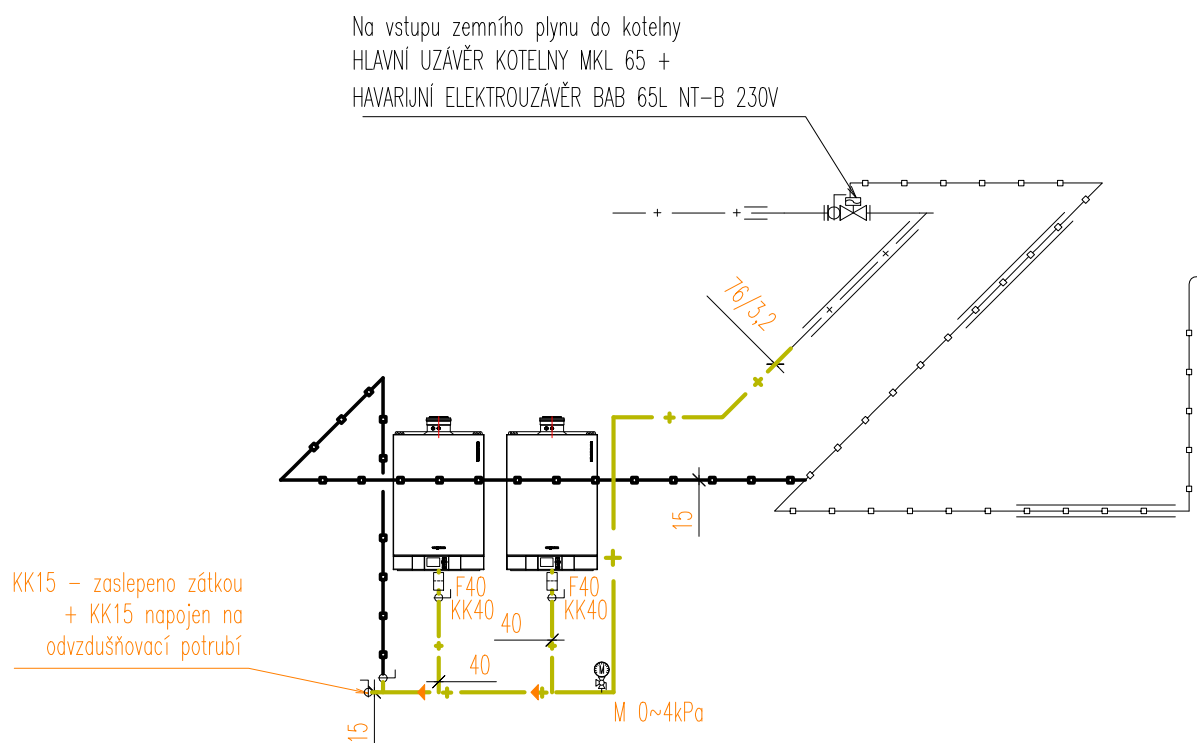 Na vstupu zemního plynu do kotelny
HLAVNÍ UZÁVĚR KOTELNY MKL 65 +
HAVARIJNÍ ELEKTROUZÁVĚR BAB 65L NT-B 230V
76/3,2
15
KK15 - zaslepeno zátkou
+ KK15 napojen na
odvzdušňovací potrubí
F40
KK40
F40
KK40
40
40
M
M 0~4kPa
15